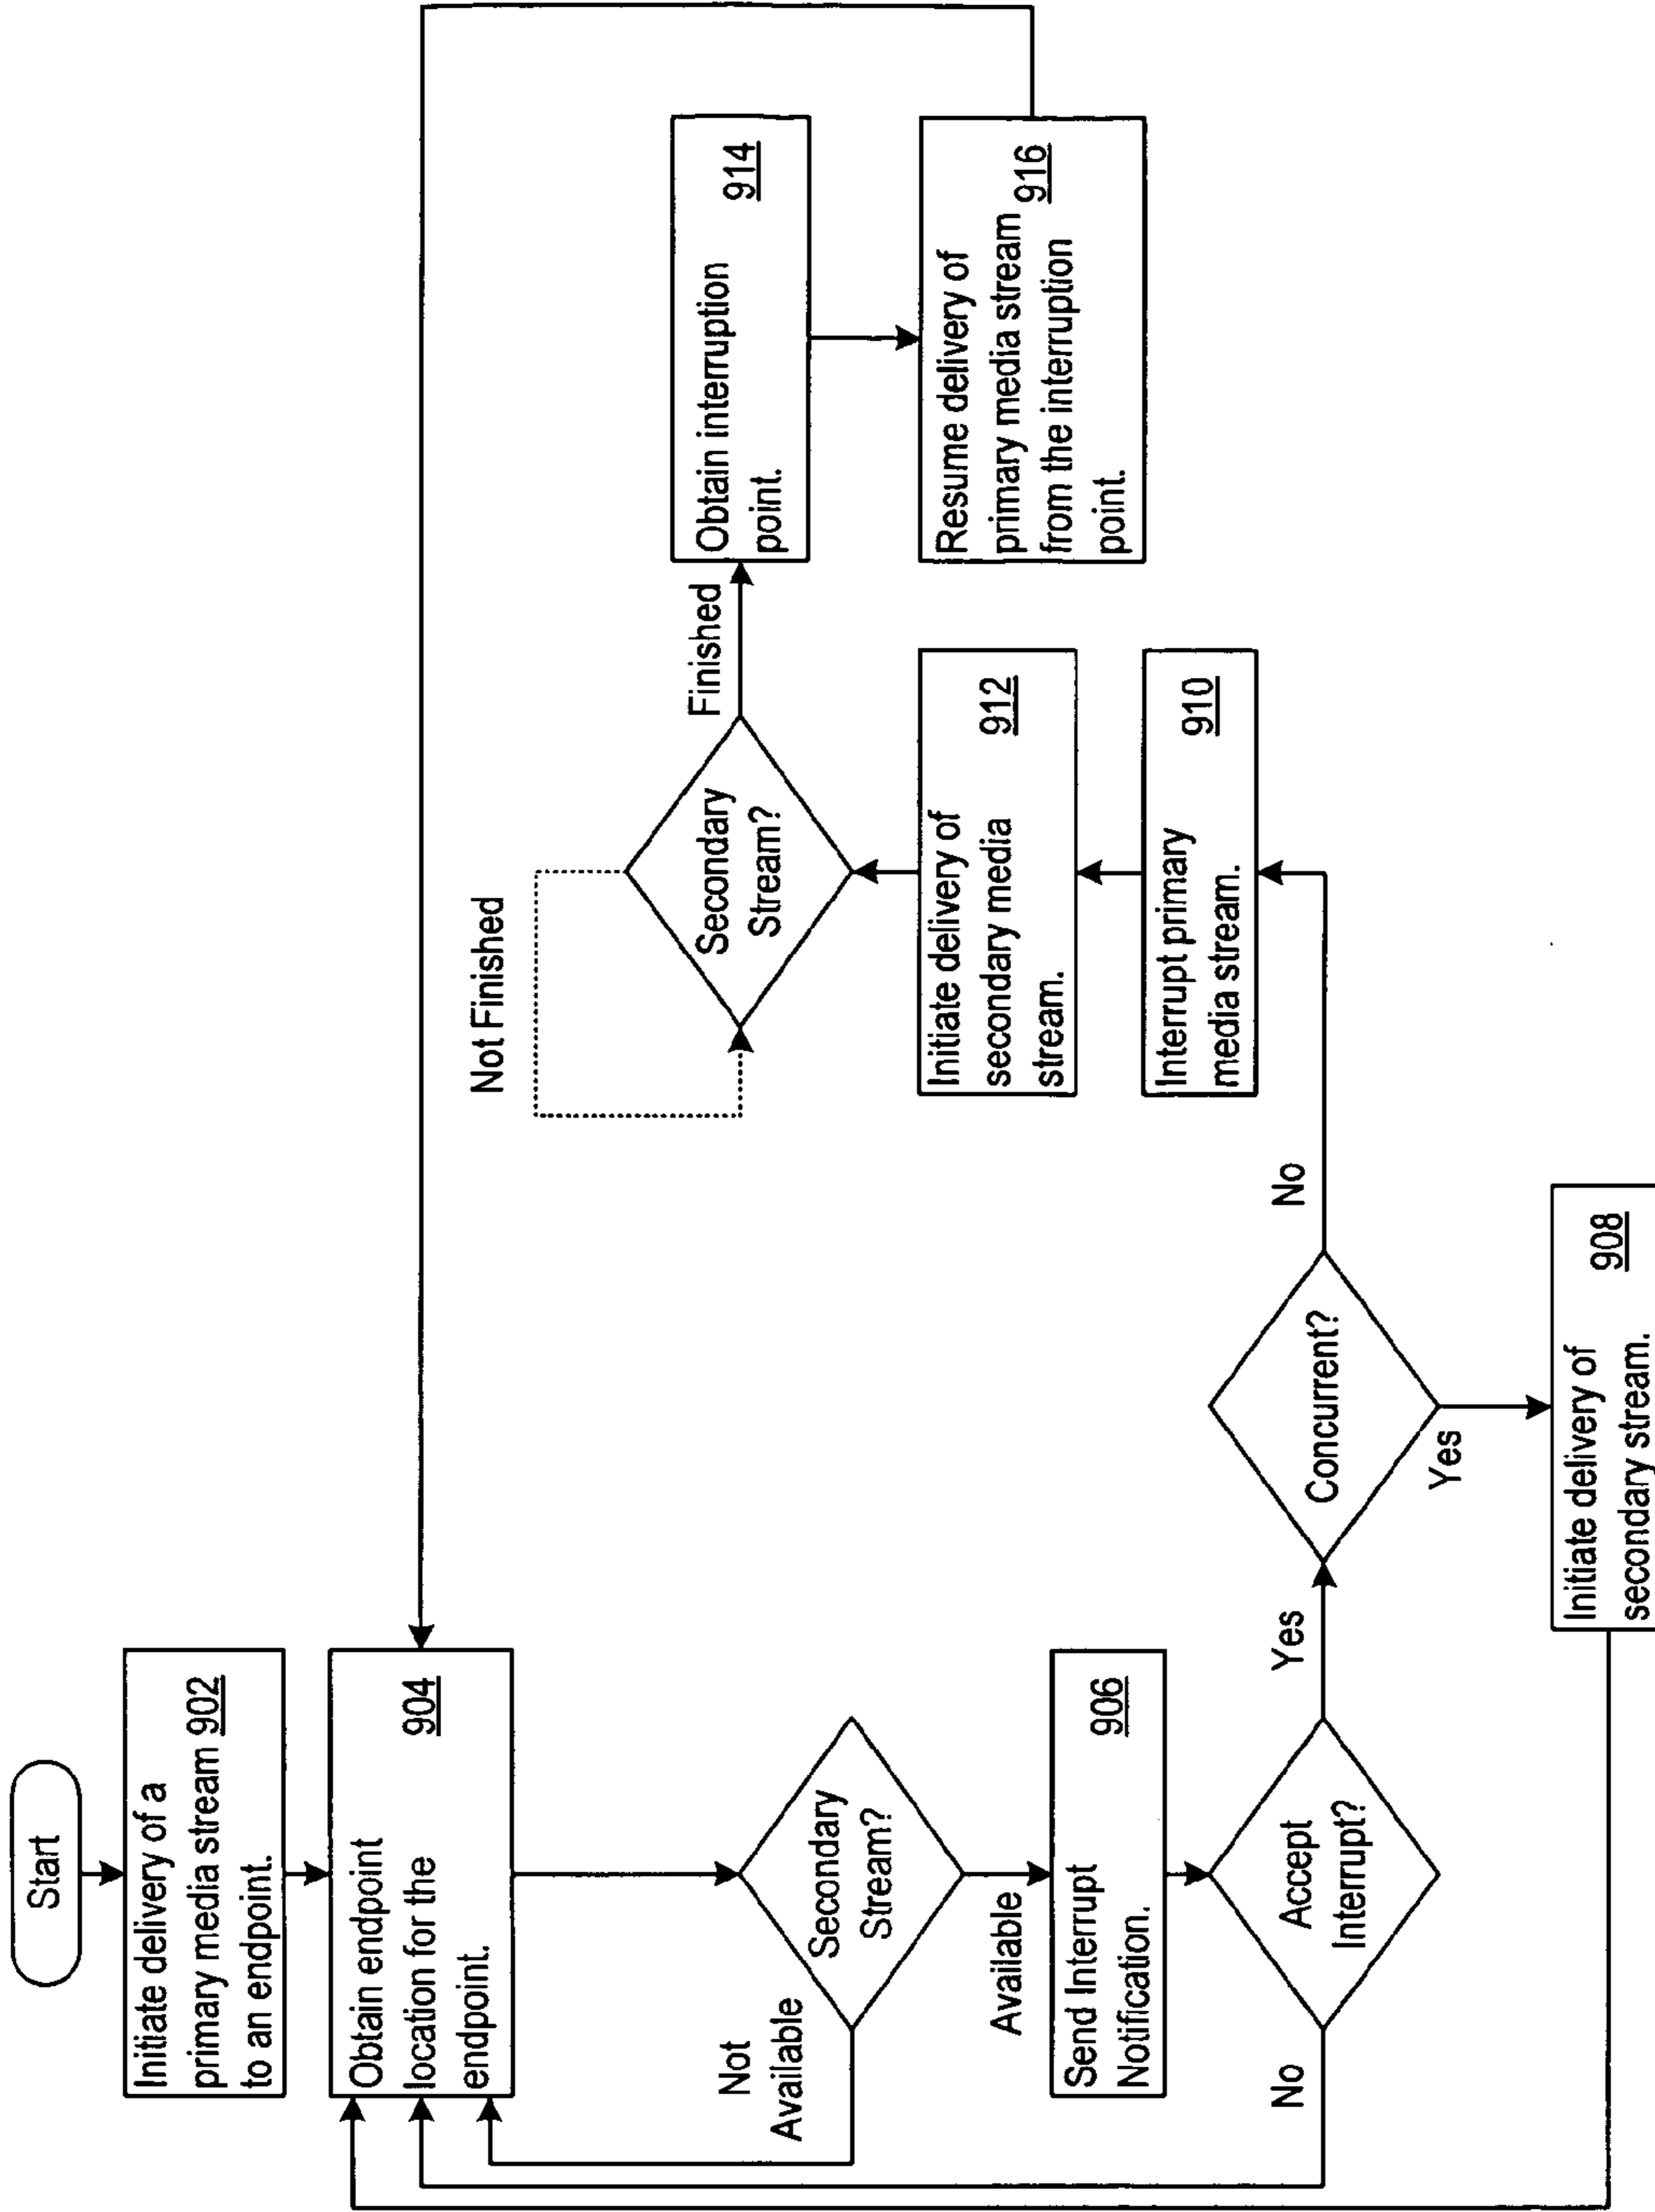 Start
Initiate delivery of a
primary media stream 902
to an endpoint.
Obtain endpoint
location for the 904
endpoint.
Secondary
Stream?
Not
Available
Available
Send Interrupt
Notification. 906
Accept
Interrupt?
No
Yes
Concurrent?
Yes
No
Initiate delivery of
secondary stream. 908
Interrupt primary
media stream. 910
Initiate delivery of
secondary media 912
stream.
Secondary
Stream?
Not Finished
Finished
Obtain interruption
point. 914
Resume delivery of
primary media stream
from the interruption 916
point.